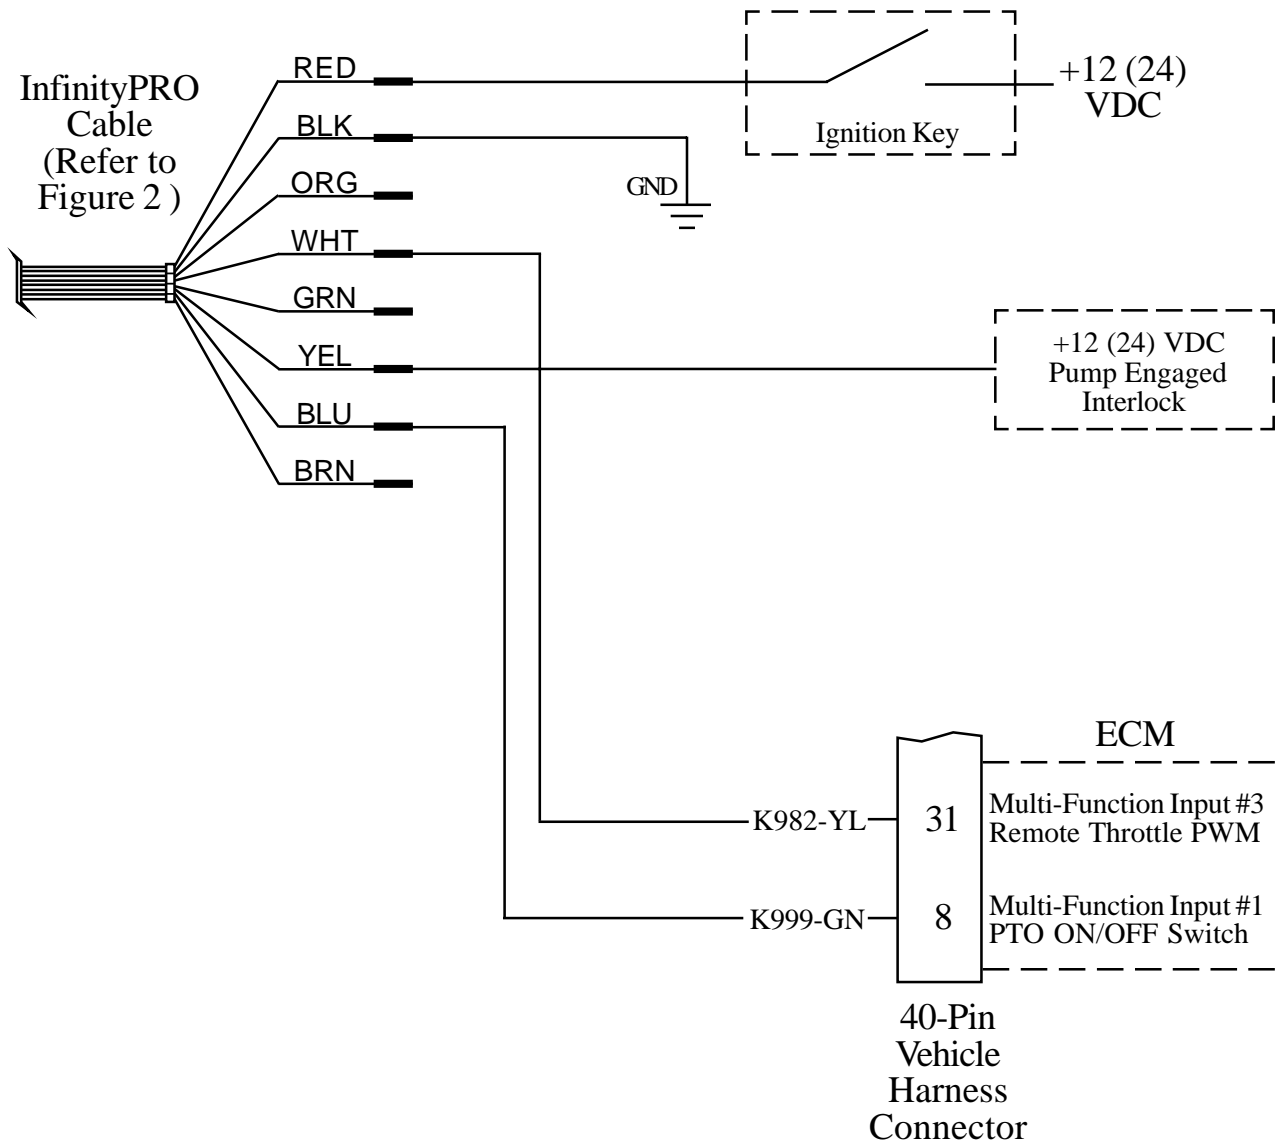 InfinityPRO
Cable
(Refer to
Figure 2 )
RED
BLK
ORG
WHT
GRN
YEL
BLU
BRN
Ignition Key
+12 (24)
VDC
GND
+12 (24) VDC
Pump Engaged
Interlock
ECM
K982-YL
31
Multi-Function Input #3
Remote Throttle PWM
K999-GN
8
Multi-Function Input #1
PTO ON/OFF Switch
40-Pin
Vehicle
Harness
Connector